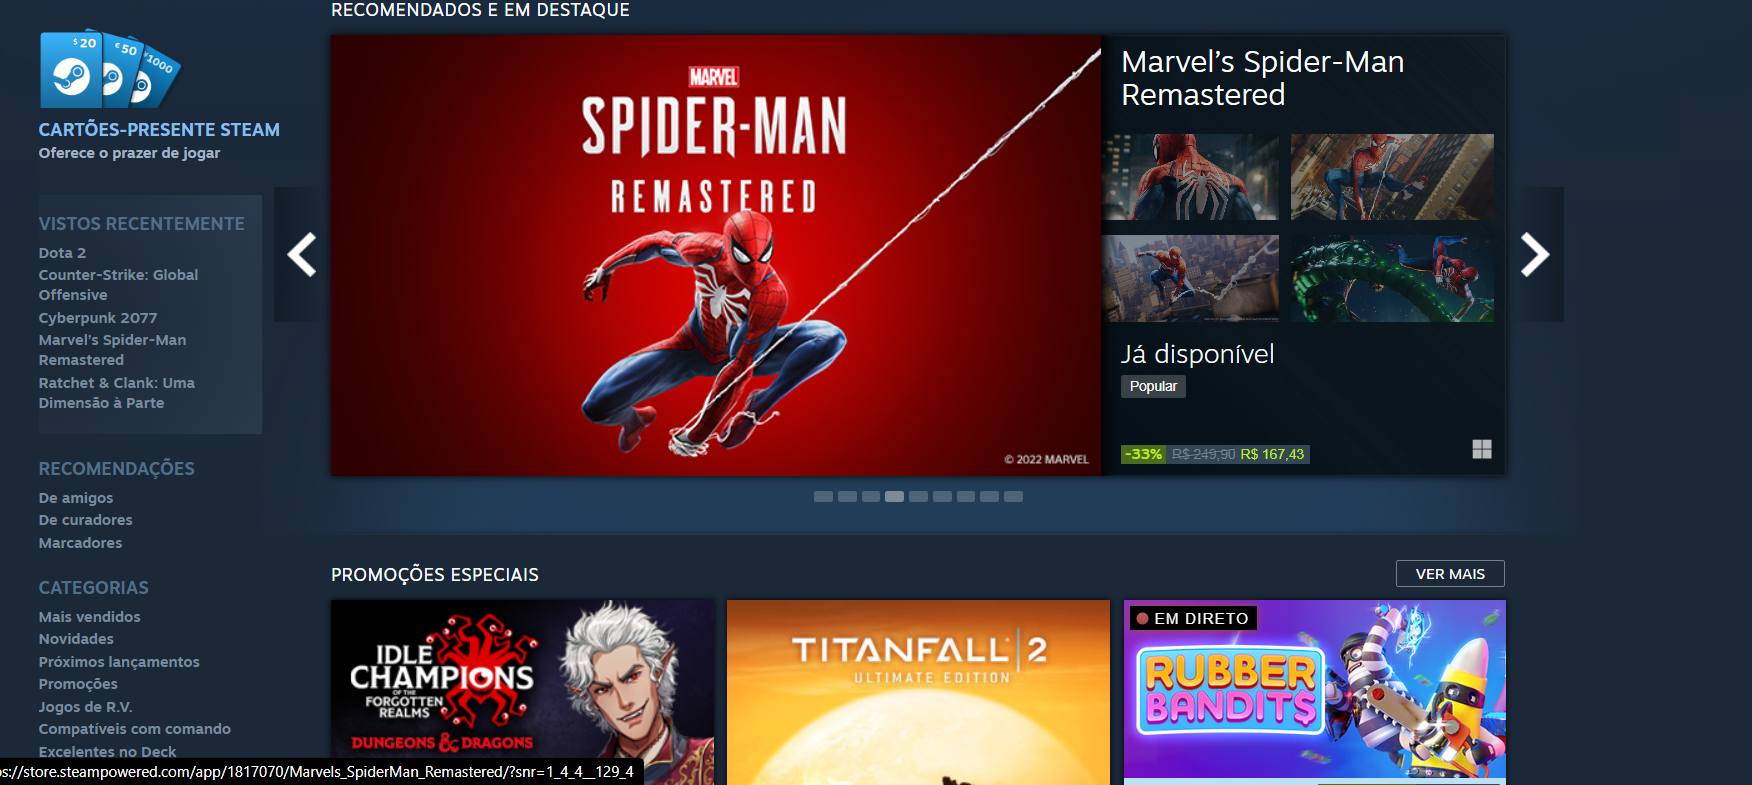 RECOMENDADOS E EM DESTAQUE
$20
€50
¥1000
CARTÕES-PRESENTE STEAM
Oferece o prazer de jogar
VISTOS RECENTEMENTE
Dota 2
Counter-Strike: Global
Offensive
Cyberpunk 2077
Marvel's Spider-Man
Remastered
Ratchet & Clank: Uma
Dimensão à Parte
RECOMENDAÇÕES
De amigos
De curadores
Marcadores
CATEGORIAS
Mais vendidos
Novidades
Próximos lançamentos
Promoções
Jogos de R.V.
Compatíveis com comando
Excelentes no Deck
MARVEL
SPIDER-MAN
REMASTERED
© 2022 MARVEL
Marvel's Spider-Man
Remastered
Já disponível
Popular
-33% R$ 249,90 R$ 167,43
PROMOÇÕES ESPECIAIS
VER MAIS
IDLE
CHAMPIONS
OF THE
FORGOTTEN
REALMS
DUNGEONS & DRAGONS
TITANFALL 2
ULTIMATE EDITION
EM DIRETO
RUBBER
BANDITS
ps://store.steampowered.com/app/1817070/Marvels_SpiderMan_Remastered/?snr=1_4_4__129_4